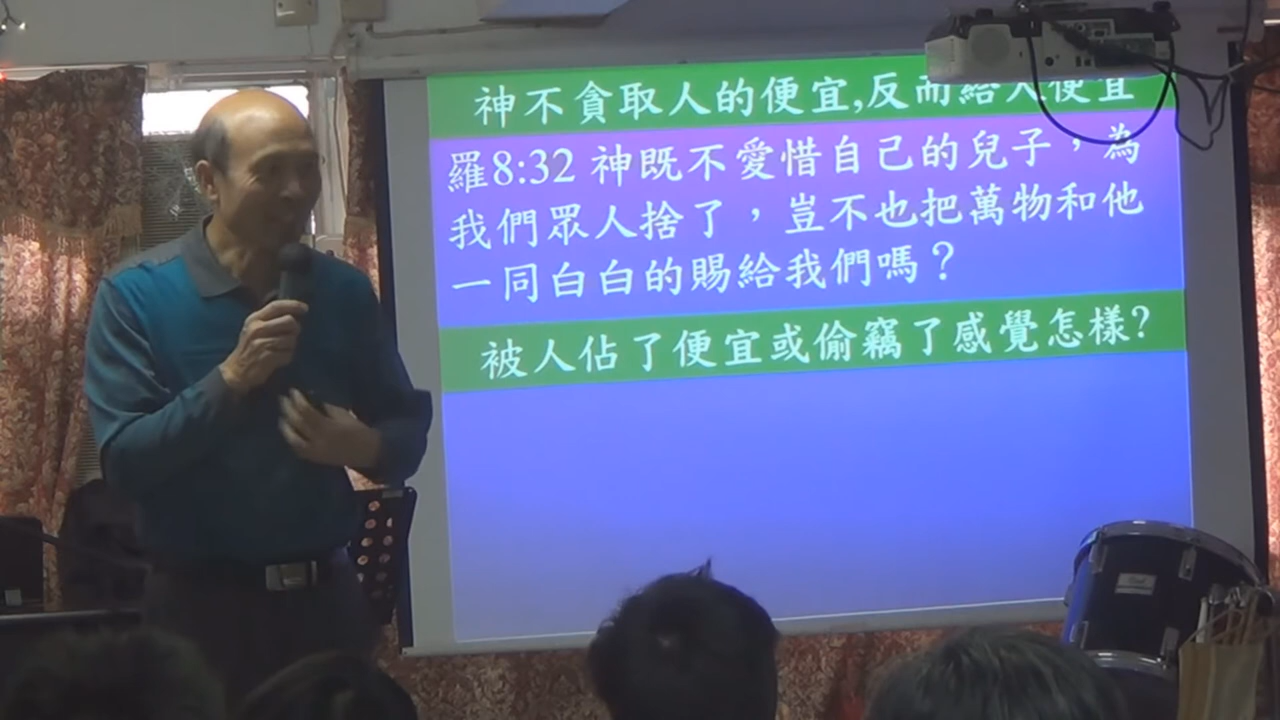 神不貪取人的便宜,反而給人便宜
羅8:32 神既不愛惜自己的兒子，為
我們眾人捨了，豈不也把萬物和他
一同白白的賜給我們嗎？
被人佔了便宜或偷竊了感覺怎樣?